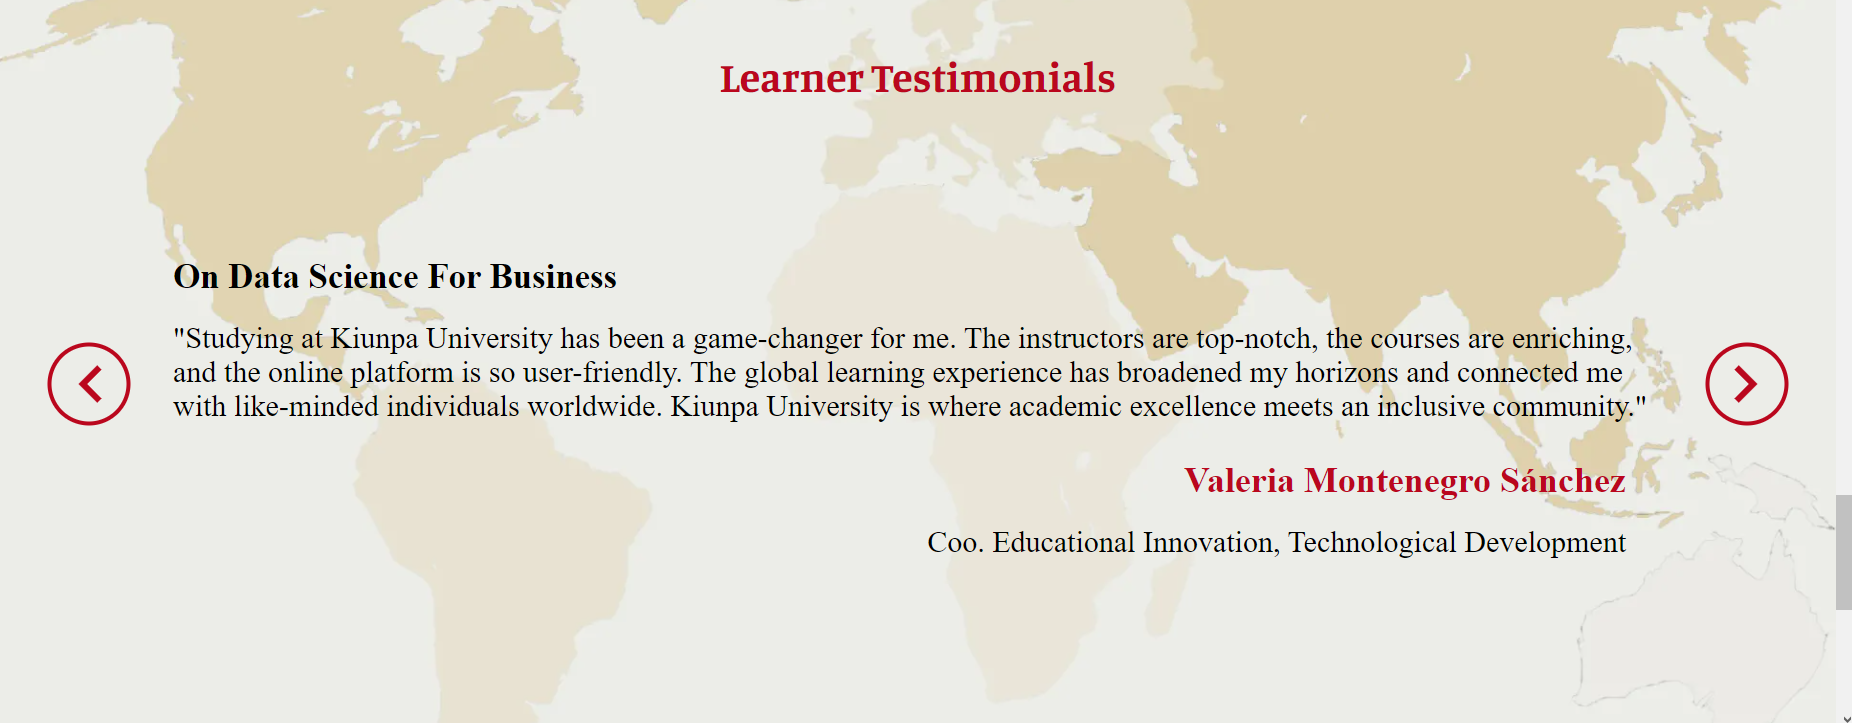 Learner Testimonials
On Data Science For Business
"Studying at Kiunpa University has been a game-changer for me. The instructors are top-notch, the courses are enriching,
and the online platform is so user-friendly. The global learning experience has broadened my horizons and connected me
with like-minded individuals worldwide. Kiunpa University is where academic excellence meets an inclusive community."
Valeria Montenegro Sánchez
Coo. Educational Innovation, Technological Development